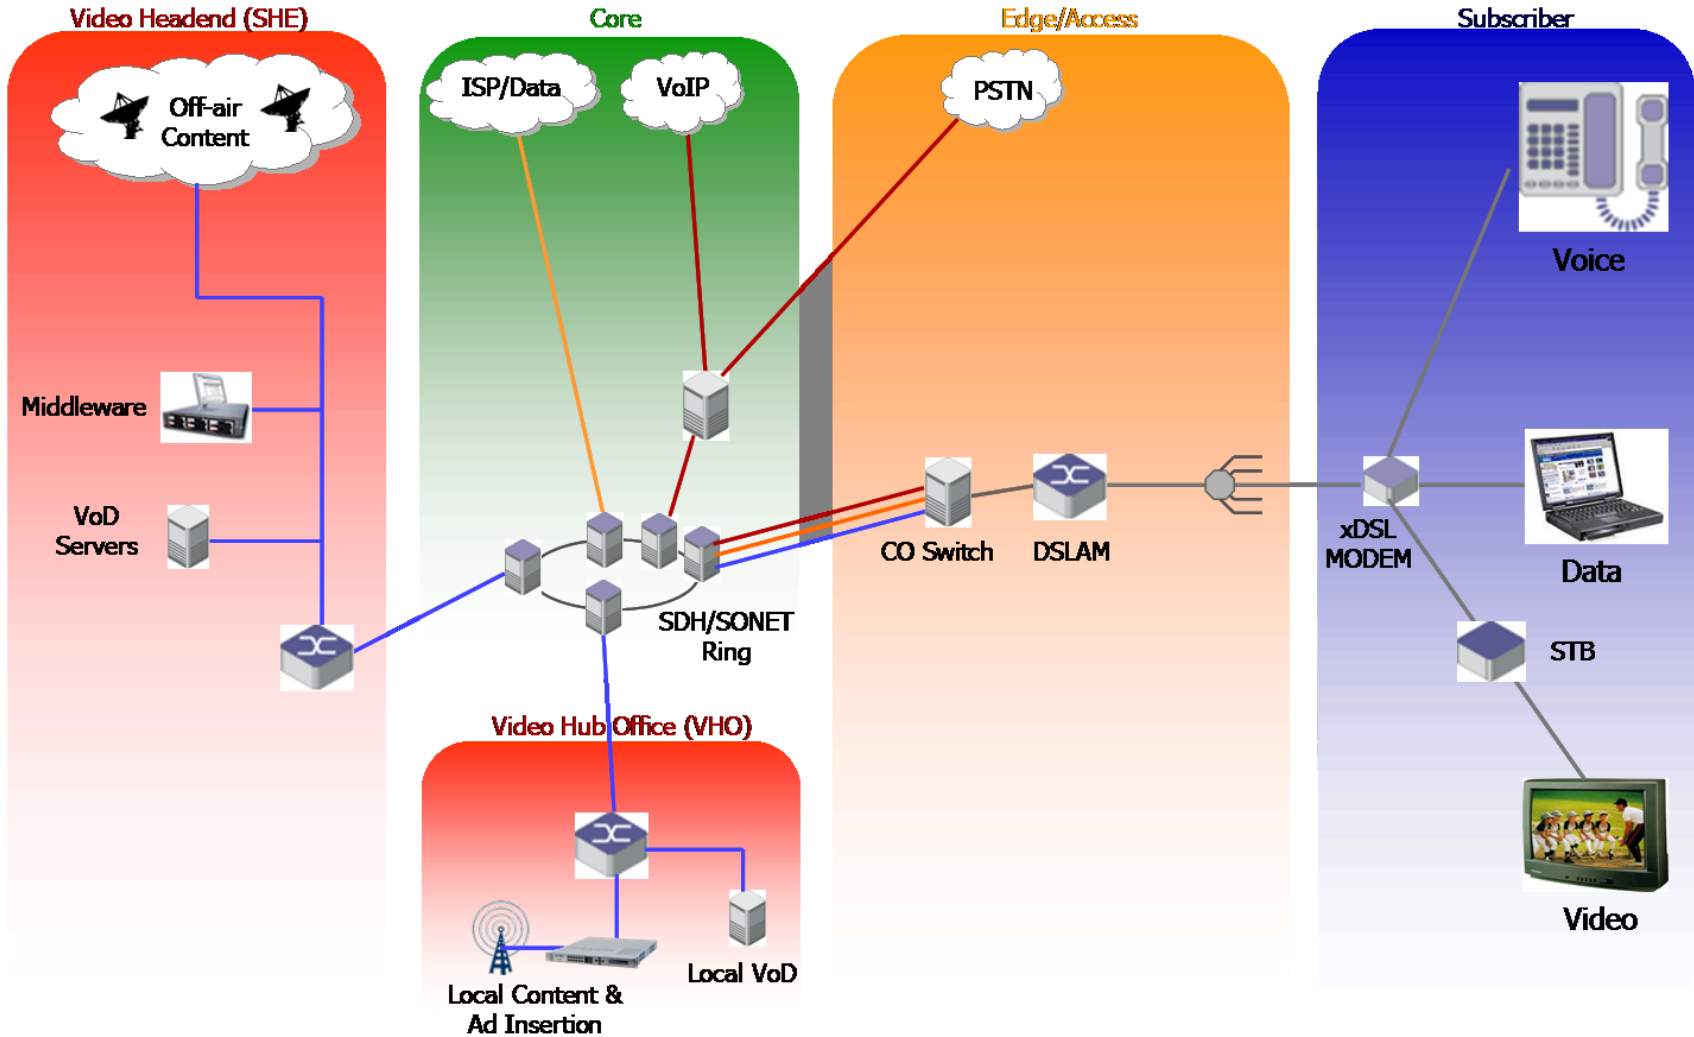 Video Headend (SHE)
Core
Edge/Access
Subscriber
Off-air
Content
ISP/Data
VoIP
PSTN
Voice
Middleware
VoD
Servers
CO Switch
DSLAM
xDSL
MODEM
Data
SDH/SONET
Ring
STB
Video Hub Office (VHO)
Video
Local VoD
Local Content &
Ad Insertion